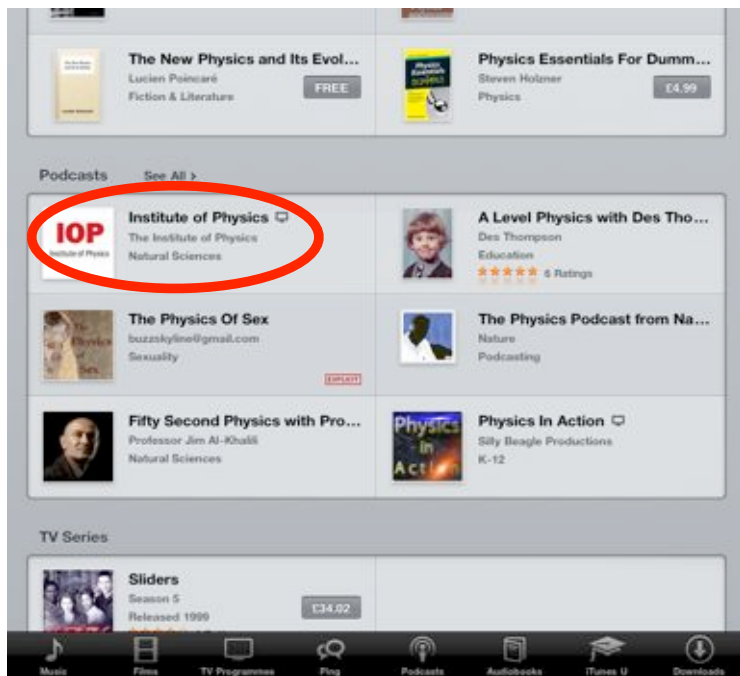 The New Physics and Its Evol...
Lucien Poincaré
Fiction & Literature
FREE
Physics Essentials For Dumm...
Steven Holzner
Physics
£4.99
Podcasts
See All >
IOP
Institute of Physics
Institute of Physics
The Institute of Physics
Natural Sciences
A Level Physics with Des Tho...
Des Thompson
Education
6 Ratings
The Physics Of Sex
buzzskyline@gmail.com
Sexuality
EXPLICIT
The Physics Podcast from Na...
Nature
Podcasting
Fifty Second Physics with Pro...
Professor Jim Al-Khalili
Natural Sciences
Physics
in
Action
Physics In Action
Silly Beagle Productions
K-12
TV Series
Sliders
Season 5
Released 1999
£34.02
Music
Films
TV Programmes
Ping
Podcasts
Audiobooks
iTunes U
Downloads